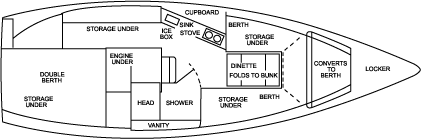 CUPBOARD
STORAGE UNDER
SINK
BERTH
ICE
BOX
STOVE
STORAGE
UNDER
ENGINE
UNDER
DINETTE
FOLDS TO BUNK
CONVERTS
TO
BERTH
LOCKER
DOUBLE
BERTH
STORAGE
UNDER
HEAD
SHOWER
STORAGE
UNDER
BERTH
VANITY